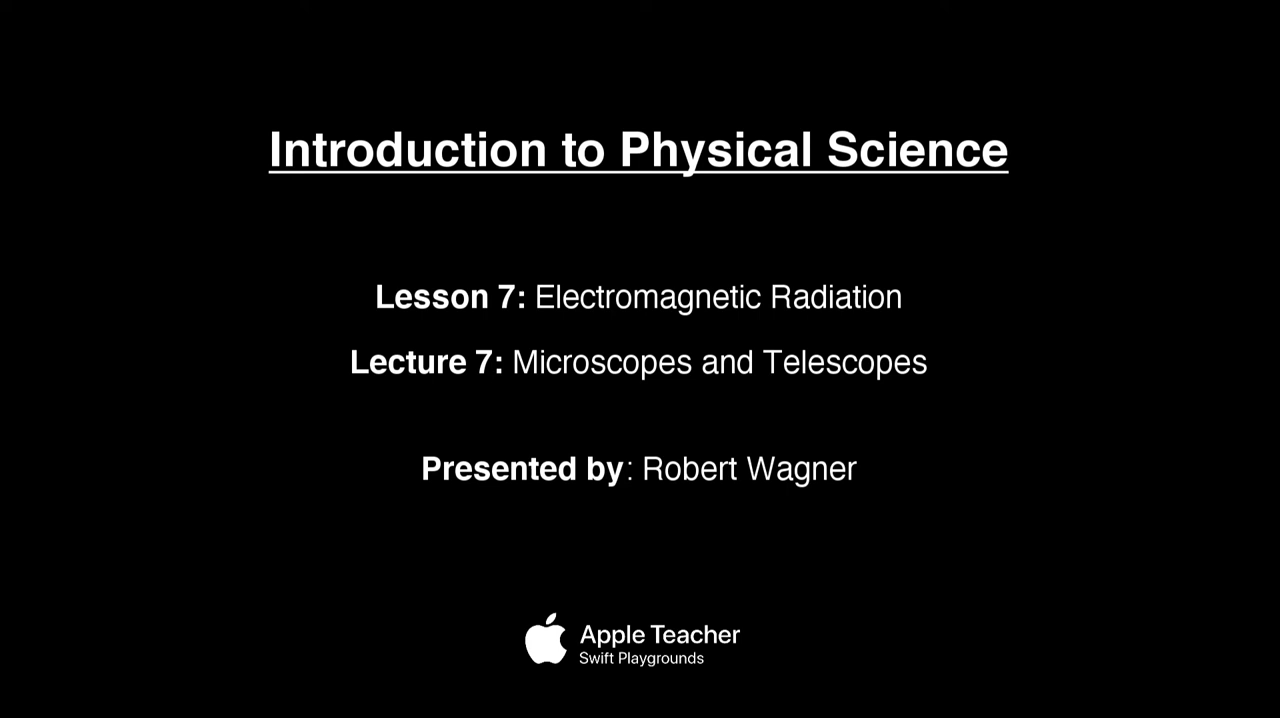 Introduction to Physical Science
Lesson 7: Electromagnetic Radiation
Lecture 7: Microscopes and Telescopes
Presented by: Robert Wagner
Apple Teacher
Swift Playgrounds